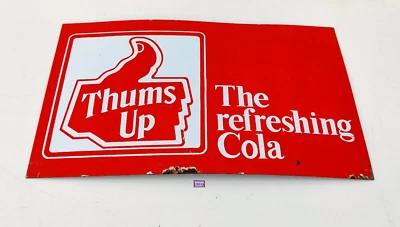 Thums
Up
The
refreshing
Cola